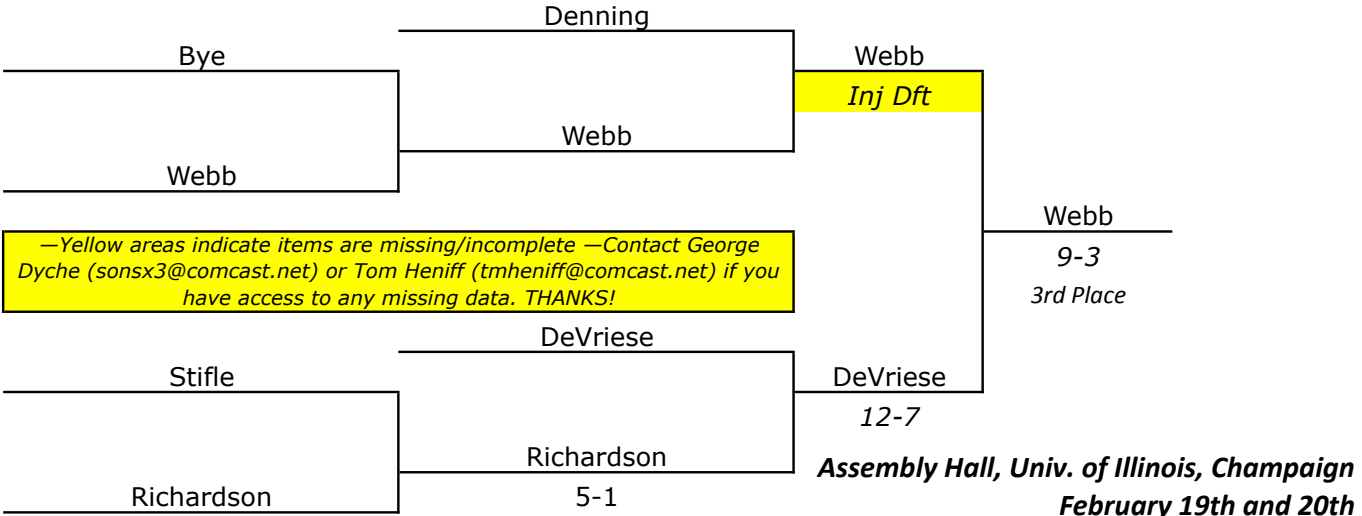 Denning
Bye
Webb
Inj Dft
Webb
Webb
Webb
—Yellow areas indicate items are missing/incomplete —Contact George
Dyche (sonsx3@comcast.net) or Tom Heniff (tmheniff@comcast.net) if you
have access to any missing data. THANKS!
9-3
3rd Place
DeVriese
Stifle
DeVriese
12-7
Richardson
Richardson
5-1
Assembly Hall, Univ. of Illinois, Champaign
February 19th and 20th